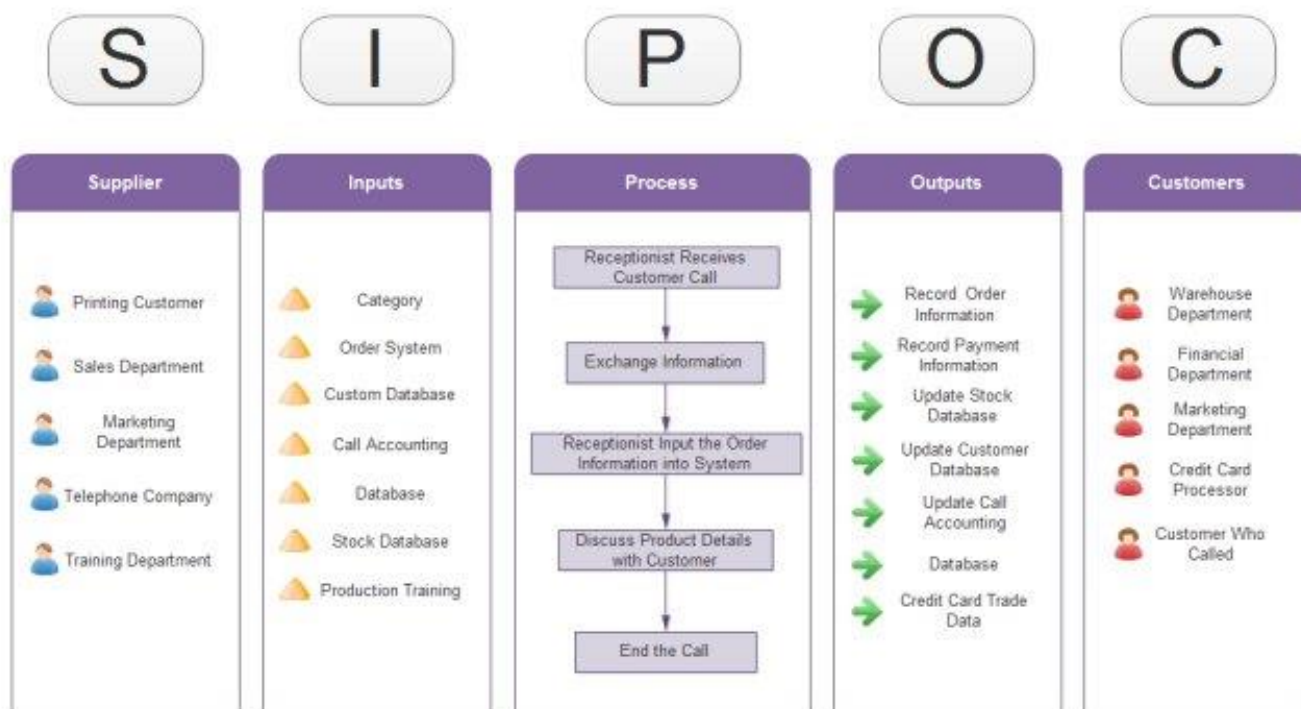 S
I
P
O
C
Supplier
Inputs
Process
Outputs
Customers
Printing Customer
Sales Department
Marketing
Department
Telephone Company
Training Department
Category
Order System
Custom Database
Call Accounting
Database
Stock Database
Production Training
Receptionist Receives
Customer Call
Exchange Information
Receptionist Input the Order
Information into System
Discuss Product Details
with Customer
End the Call
Record Order
Information
Record Payment
Information
Update Stock
Database
Update Customer
Database
Update Call
Accounting
Database
Credit Card Trade
Data
Warehouse
Department
Financial
Department
Marketing
Department
Credit Card
Processor
Customer Who
Called